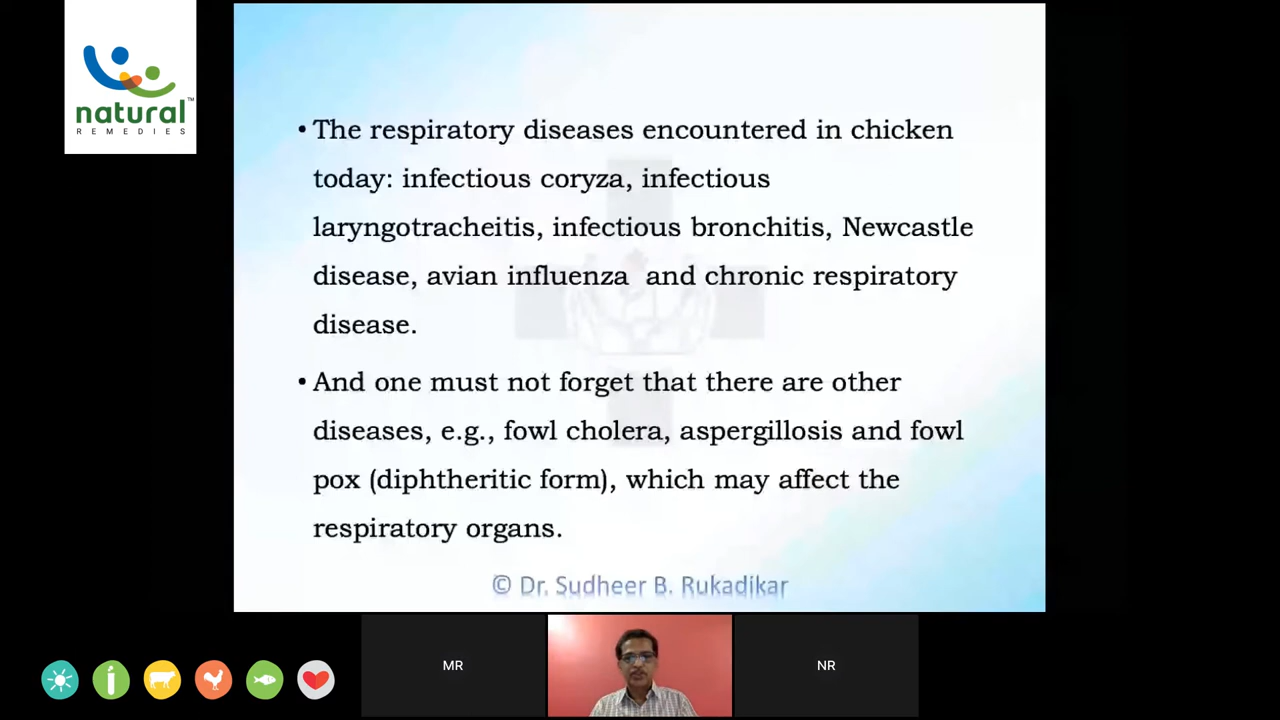 natural™
REMEDIES
• The respiratory diseases encountered in chicken
today: infectious coryza, infectious
laryngotracheitis, infectious bronchitis, Newcastle
disease, avian influenza and chronic respiratory
disease.
• And one must not forget that there are other
diseases, e.g., fowl cholera, aspergillosis and fowl
pox (diphtheritic form), which may affect the
respiratory organs.
© Dr. Sudheer B. Rukadikar
MR
NR